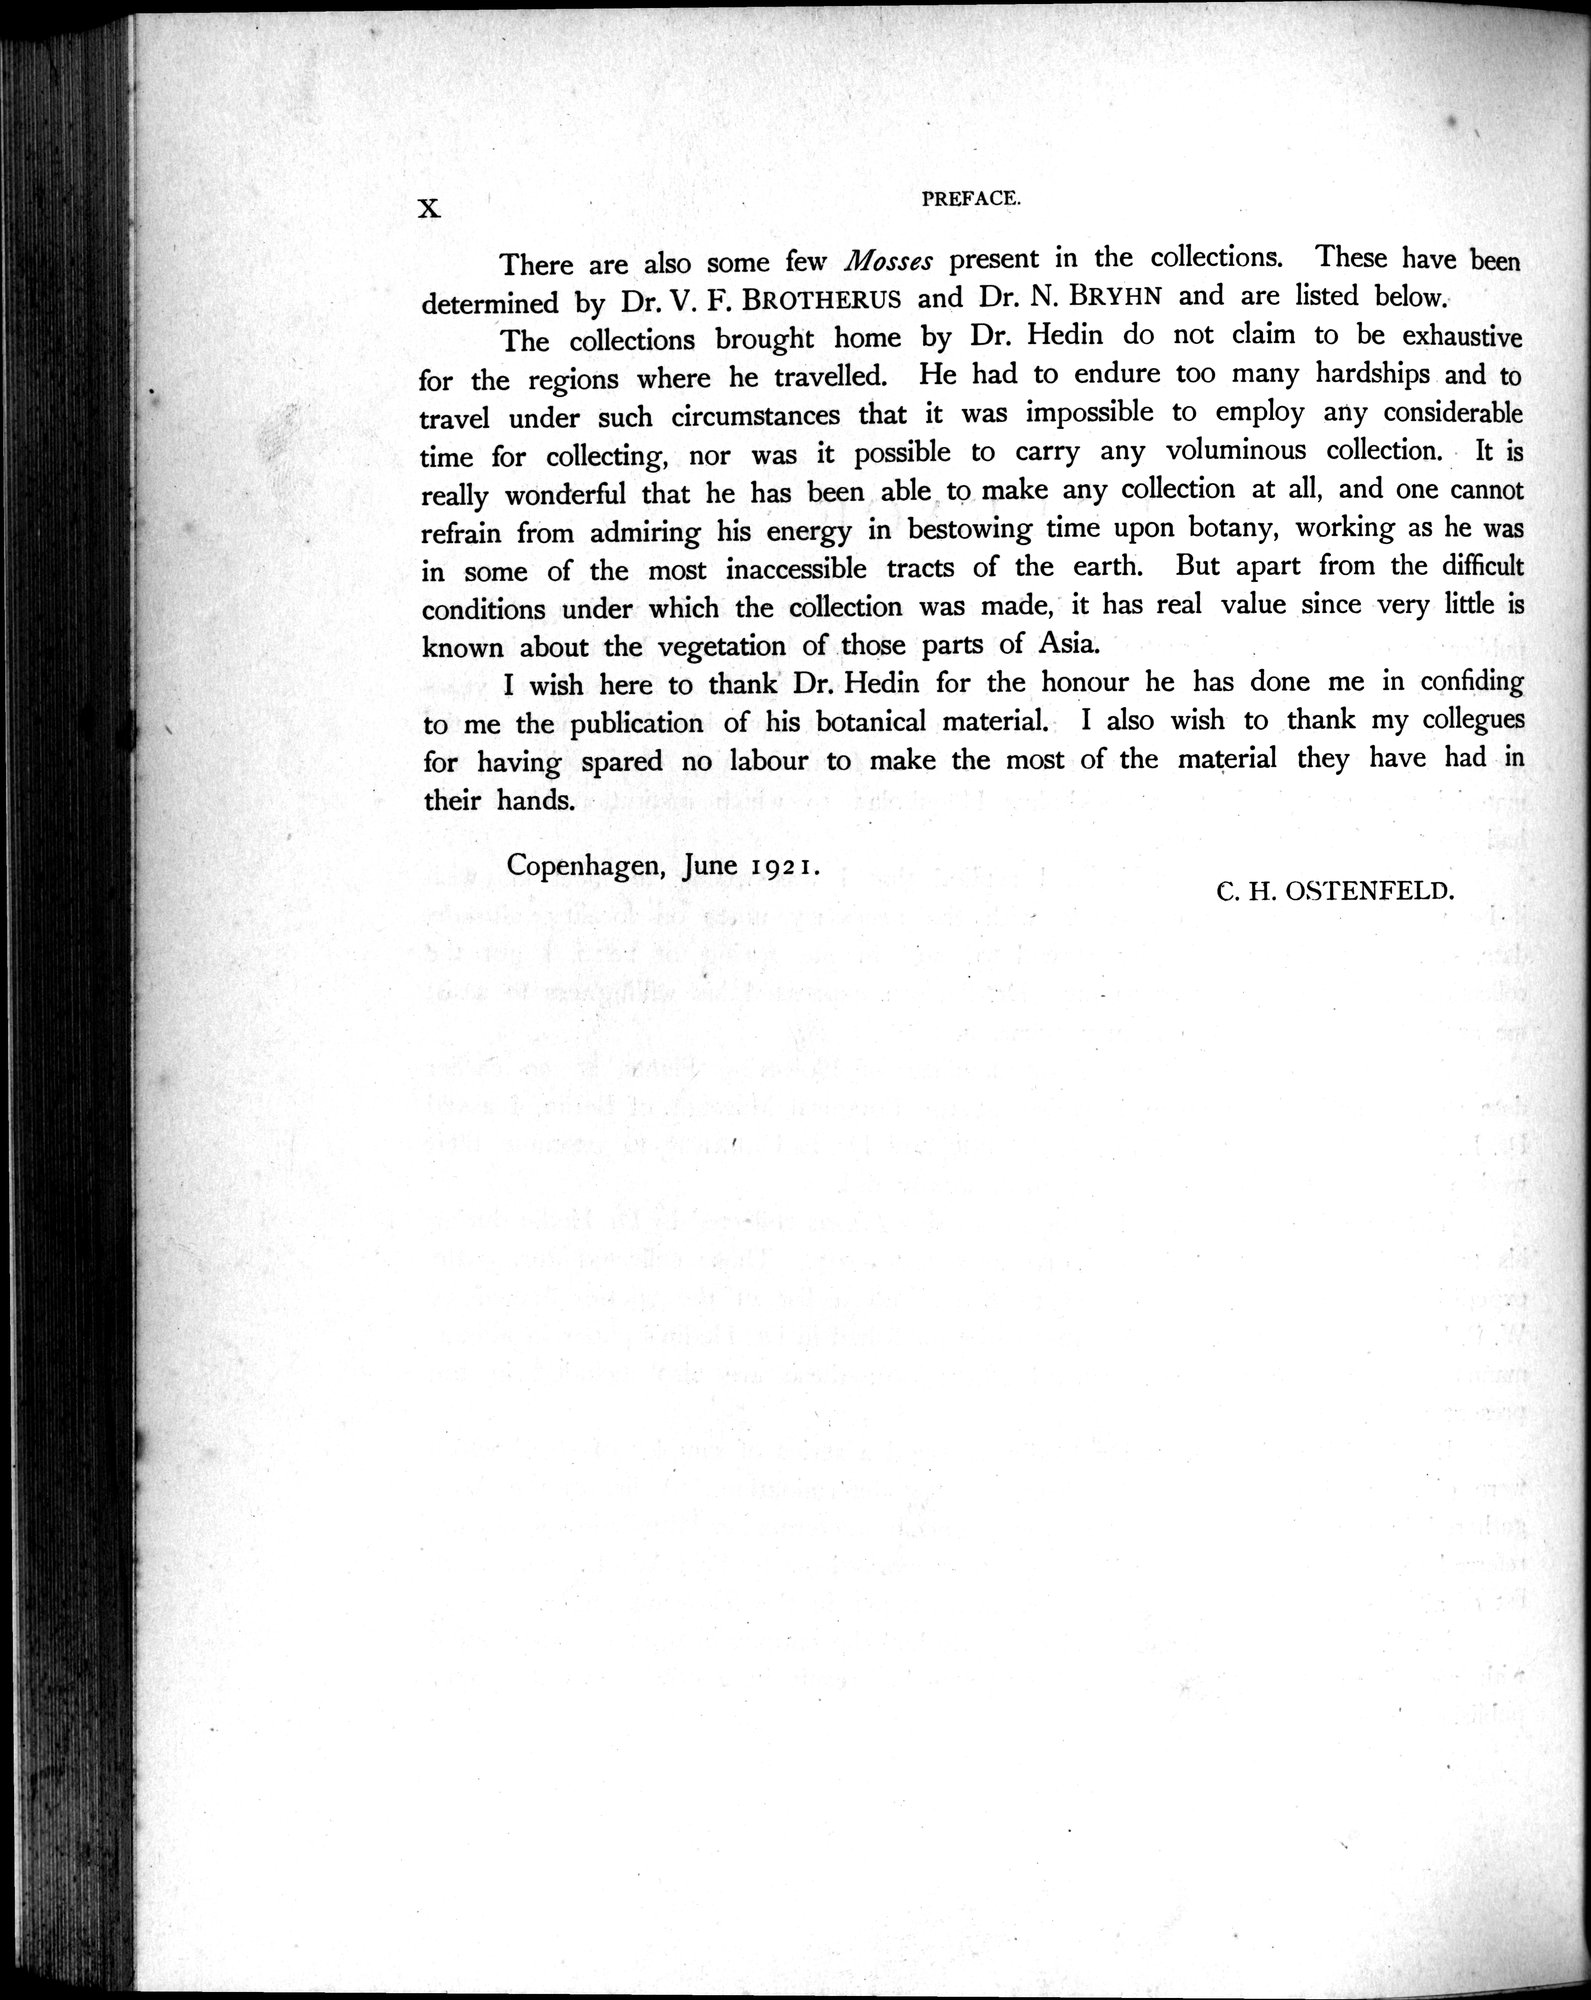 X
PREFACE.
There are also some few Mosses present in the collections. These have been
determined by Dr. V. F. BROTHERUS and Dr. N. BRYHN and are listed below.
The collections brought home by Dr. Hedin do not claim to be exhaustive
for the regions where he travelled. He had to endure too many hardships and to
travel under such circumstances that it was impossible to employ any considerable
time for collecting, nor was it possible to carry any voluminous collection. It is
really wonderful that he has been able to make any collection at all, and one cannot
refrain from admiring his energy in bestowing time upon botany, working as he was
in some of the most inaccessible tracts of the earth. But apart from the difficult
conditions under which the collection was made, it has real value since very little is
known about the vegetation of those parts of Asia.
I wish here to thank Dr. Hedin for the honour he has done me in confiding
to me the publication of his botanical material. I also wish to thank my collegues
for having spared no labour to make the most of the material they have had in
their hands.
Copenhagen, June 1921.
C. H. OSTENFELD.